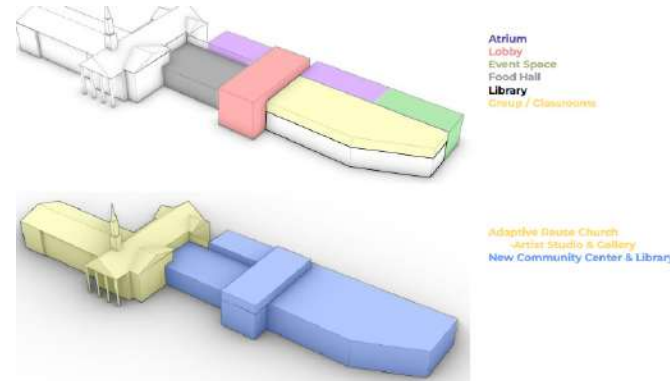 Atrium
Lobby
Event Space
Food Hall
Library
Group / Classrooms
Adaptive Reuse Church
-Artist Studio & Gallery
New Community Center & Library